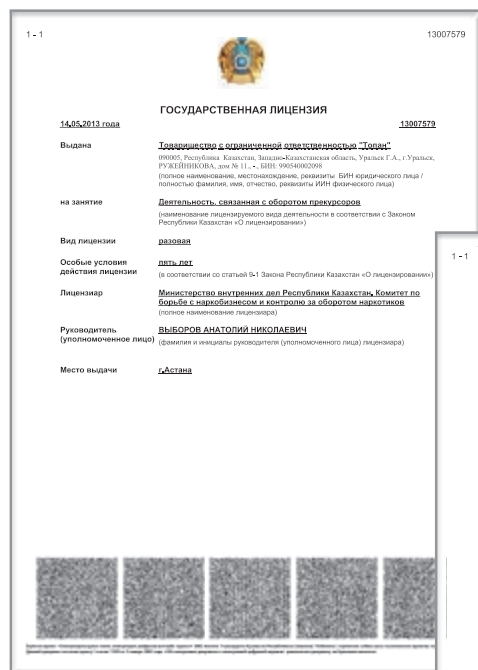 1 - 1
13007579
ГОСУДАРСТВЕННАЯ ЛИЦЕНЗИЯ
14.05.2013 года
13007579
Выдана
Товарищество с ограниченной ответственностью "Топан"
090005, Республика Казахстан, Западно-Казахстанская область, Уральск Г.А., г.Уральск,
РУЖЕЙНИКОВА, дом № 11., -., БИН: 990540002098
(полное наименование, местонахождение, реквизиты БИН юридического лица /
полностью фамилия, имя, отчество, реквизиты ИИН физического лица)
на занятие
Деятельность, связанная с оборотом прекурсоров
(наименование лицензируемого вида деятельности в соответствии с Законом
Республики Казахстан «О лицензировании»)
Вид лицензии
разовая
Особые условия
действия лицензии
пять лет
(в соответствии со статьей 9-1 Закона Республики Казахстан «О лицензировании»)
1 - 1
Лицензиар
Министерство внутренних дел Республики Казахстан, Комитет по
борьбе с наркобизнесом и контролю за оборотом наркотиков
(полное наименование лицензиара)
Руководитель
(уполномоченное лицо)
ВЫБОРОВ АНАТОЛИЙ НИКОЛАЕВИЧ
(фамилия и инициалы руководителя (уполномоченного лица) лицензиара)
Место выдачи
г.Астана